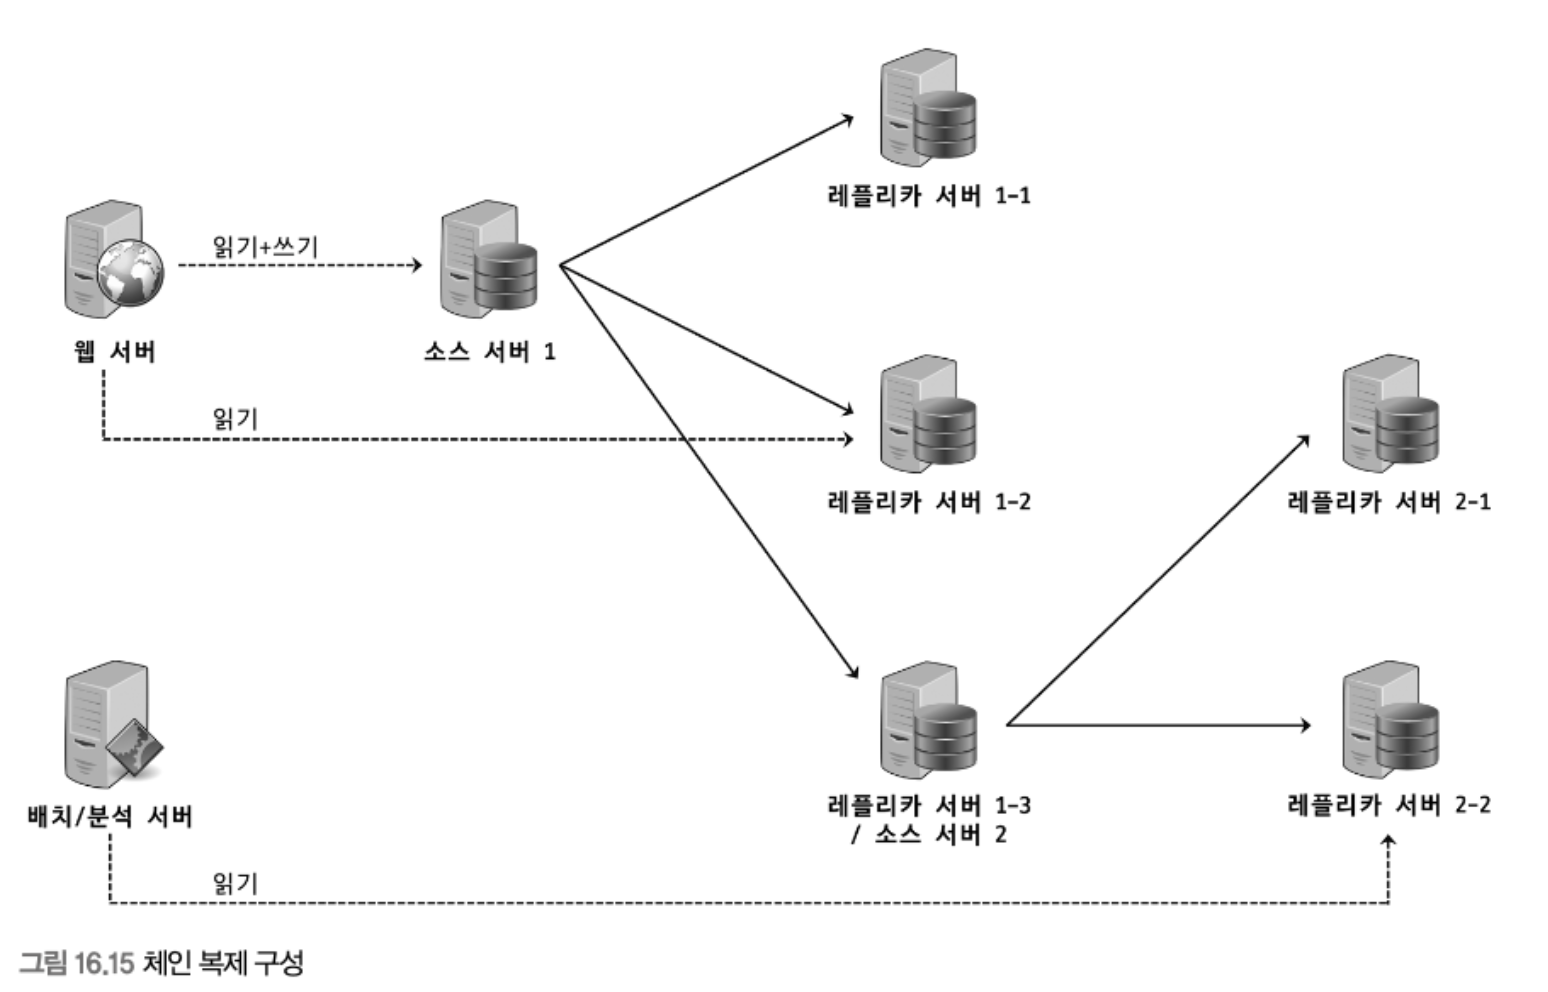 레플리카 서버 1-1
읽기+쓰기
웹 서버
소스 서버 1
읽기
레플리카 서버 1-2
레플리카 서버 2-1
배치/분석 서버
레플리카 서버 1-3
/ 소스 서버 2
레플리카 서버 2-2
읽기
그림 16.15 체인 복제 구성